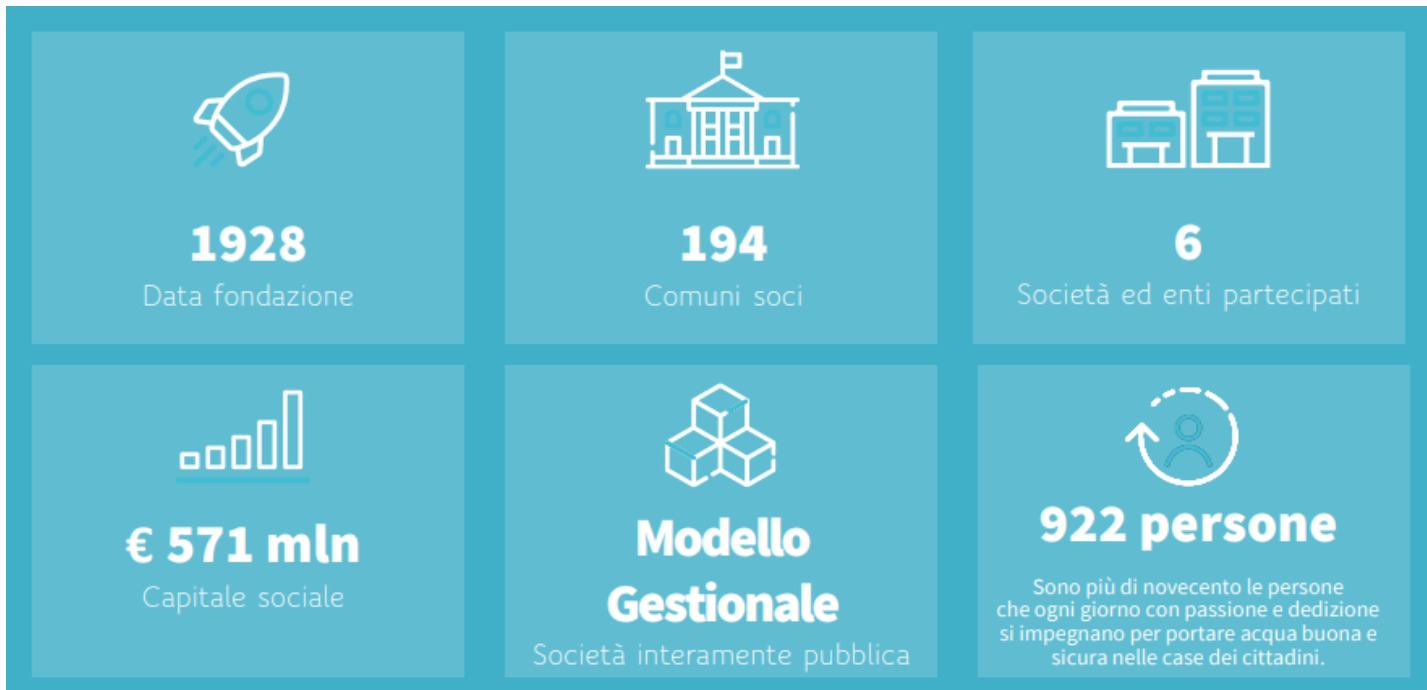 1928
Data fondazione
194
Comuni soci
6
Società ed enti partecipati
€ 571 mln
Capitale sociale
Modello
Gestionale
Società interamente pubblica
922 persone
Sono più di novecento le persone
che ogni giorno con passione e dedizione
si impegnano per portare acqua buona e
sicura nelle case dei cittadini.